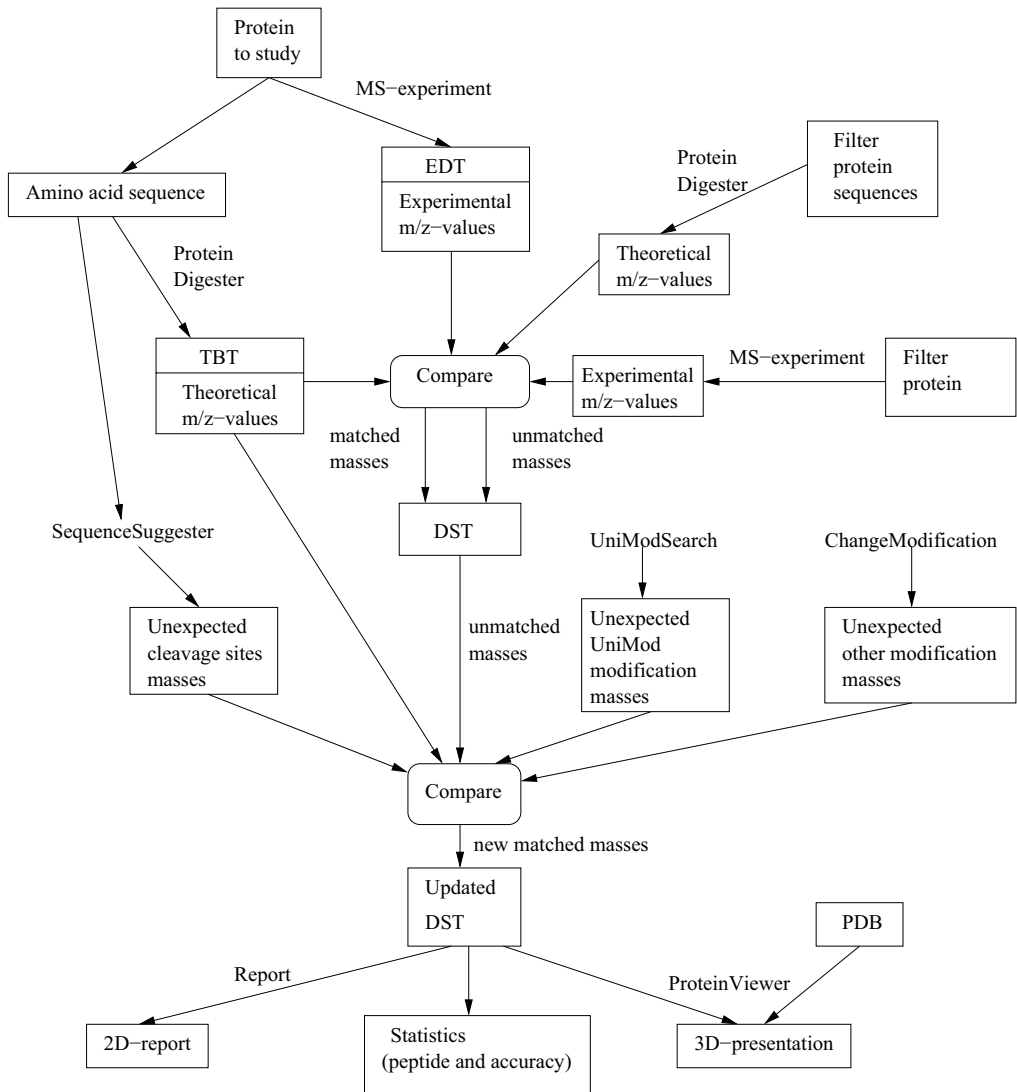 Protein
to study
MS−experiment
EDT
Experimental
m/z−values
Protein
Digester
Filter
protein
sequences
Amino acid sequence
Protein
Digester
Theoretical
m/z−values
TBT
Theoretical
m/z−values
Compare
Experimental
m/z−values
MS−experiment
Filter
protein
matched
masses
unmatched
masses
DST
SequenceSuggester
UniModSearch
ChangeModification
Unexpected
cleavage sites
masses
unmatched
masses
Unexpected
UniMod
modification
masses
Unexpected
other modification
masses
Compare
new matched masses
Updated
DST
PDB
Report
ProteinViewer
2D−report
Statistics
(peptide and accuracy)
3D−presentation